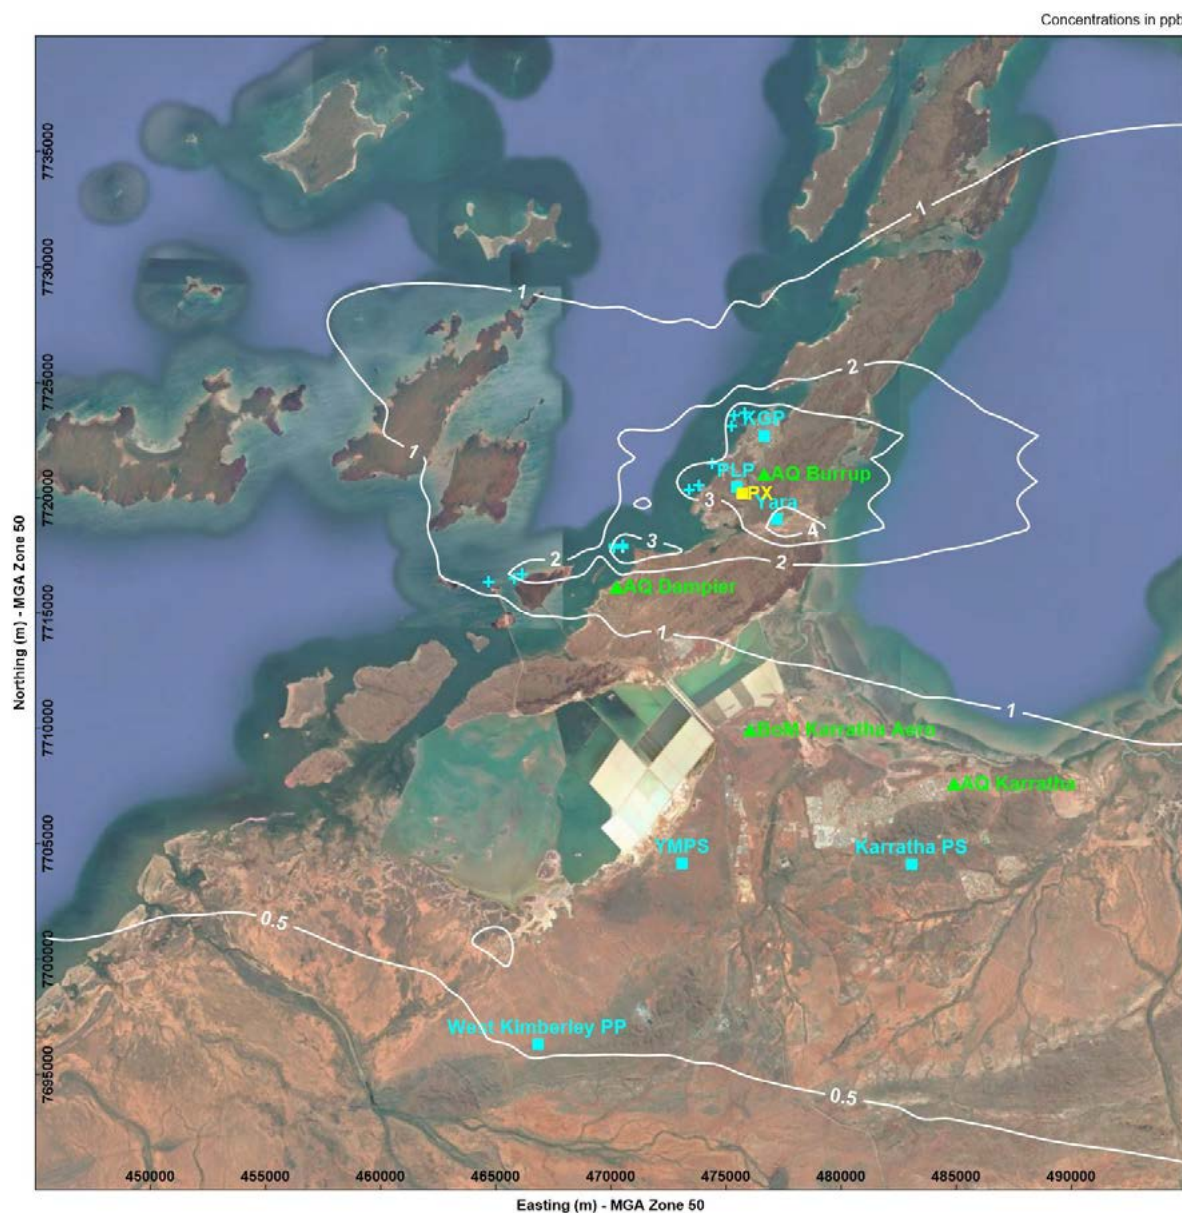 Concentrations in ppb
7735000
7730000
7725000
7720000
7715000
7710000
7705000
7700000
7695000
Northing (m) - MGA Zone 50
1
1
2
1
KGP
PLP
AQ Burrup
PX
3
Yara
4
3
2
2
AQ Dampier
1
1
BoM Karratha Aero
AQ Karratha
YMPS
Karratha PS
0.5
West Kimberley PP
0.5
450000
455000
460000
465000
470000
475000
480000
485000
490000
Easting (m) - MGA Zone 50